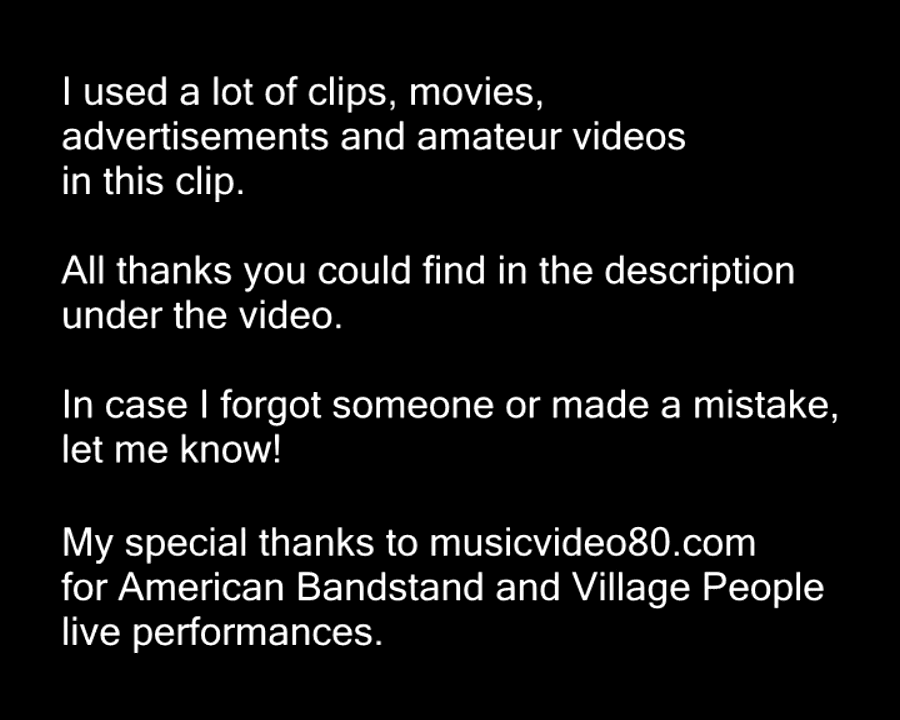 I used a lot of clips, movies,
advertisements and amateur videos
in this clip.
All thanks you could find in the description
under the video.
In case I forgot someone or made a mistake,
let me know!
My special thanks to musicvideo80.com
for American Bandstand and Village People
live performances.